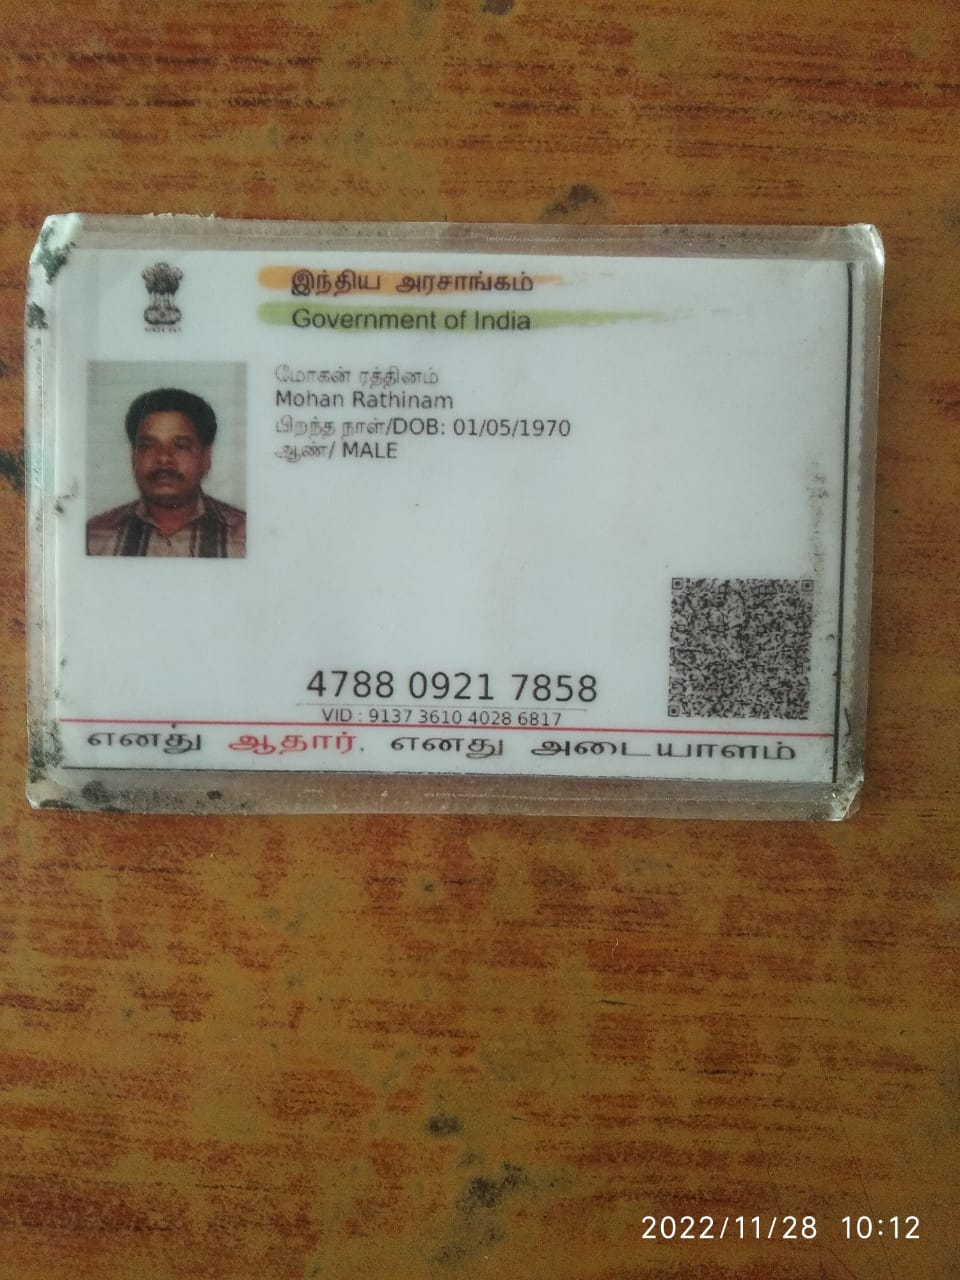 இந்திய அரசாங்கம்
Government of India
மோகன் ரத்தினம்
Mohan Rathinam
பிறந்த நாள்/DOB: 01/05/1970
ஆண்/ MALE
4788 0921 7858
VID : 9137 3610 4028 6817
எனது ஆதார், எனது அடையாளம்
2022/11/28 10:12